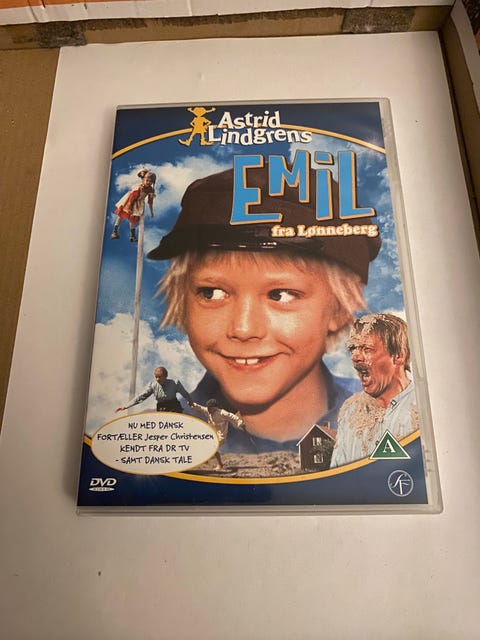 Astrid
Lindgrens
EMIL
fra Lønneberg
NU MED DANSK
FORTÆLLER Jesper Christensen
KENDT FRA DR TV
- SAMT DANSK TALE
A
DVD
SF